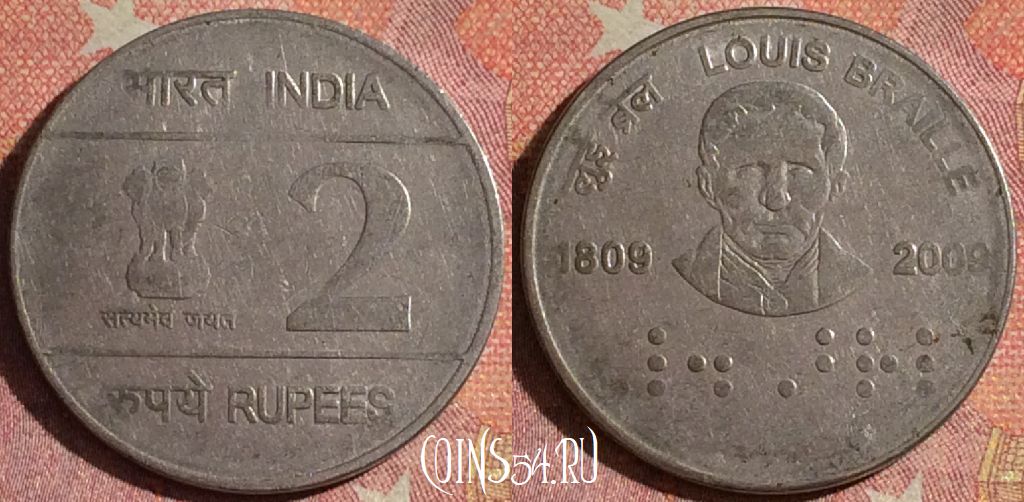 भारत INDIA
2
सत्यमेव जयते
रुपये RUPEES
लुई ब्रेल LOUIS BRAILLE
1809 2009
COINS54.RU